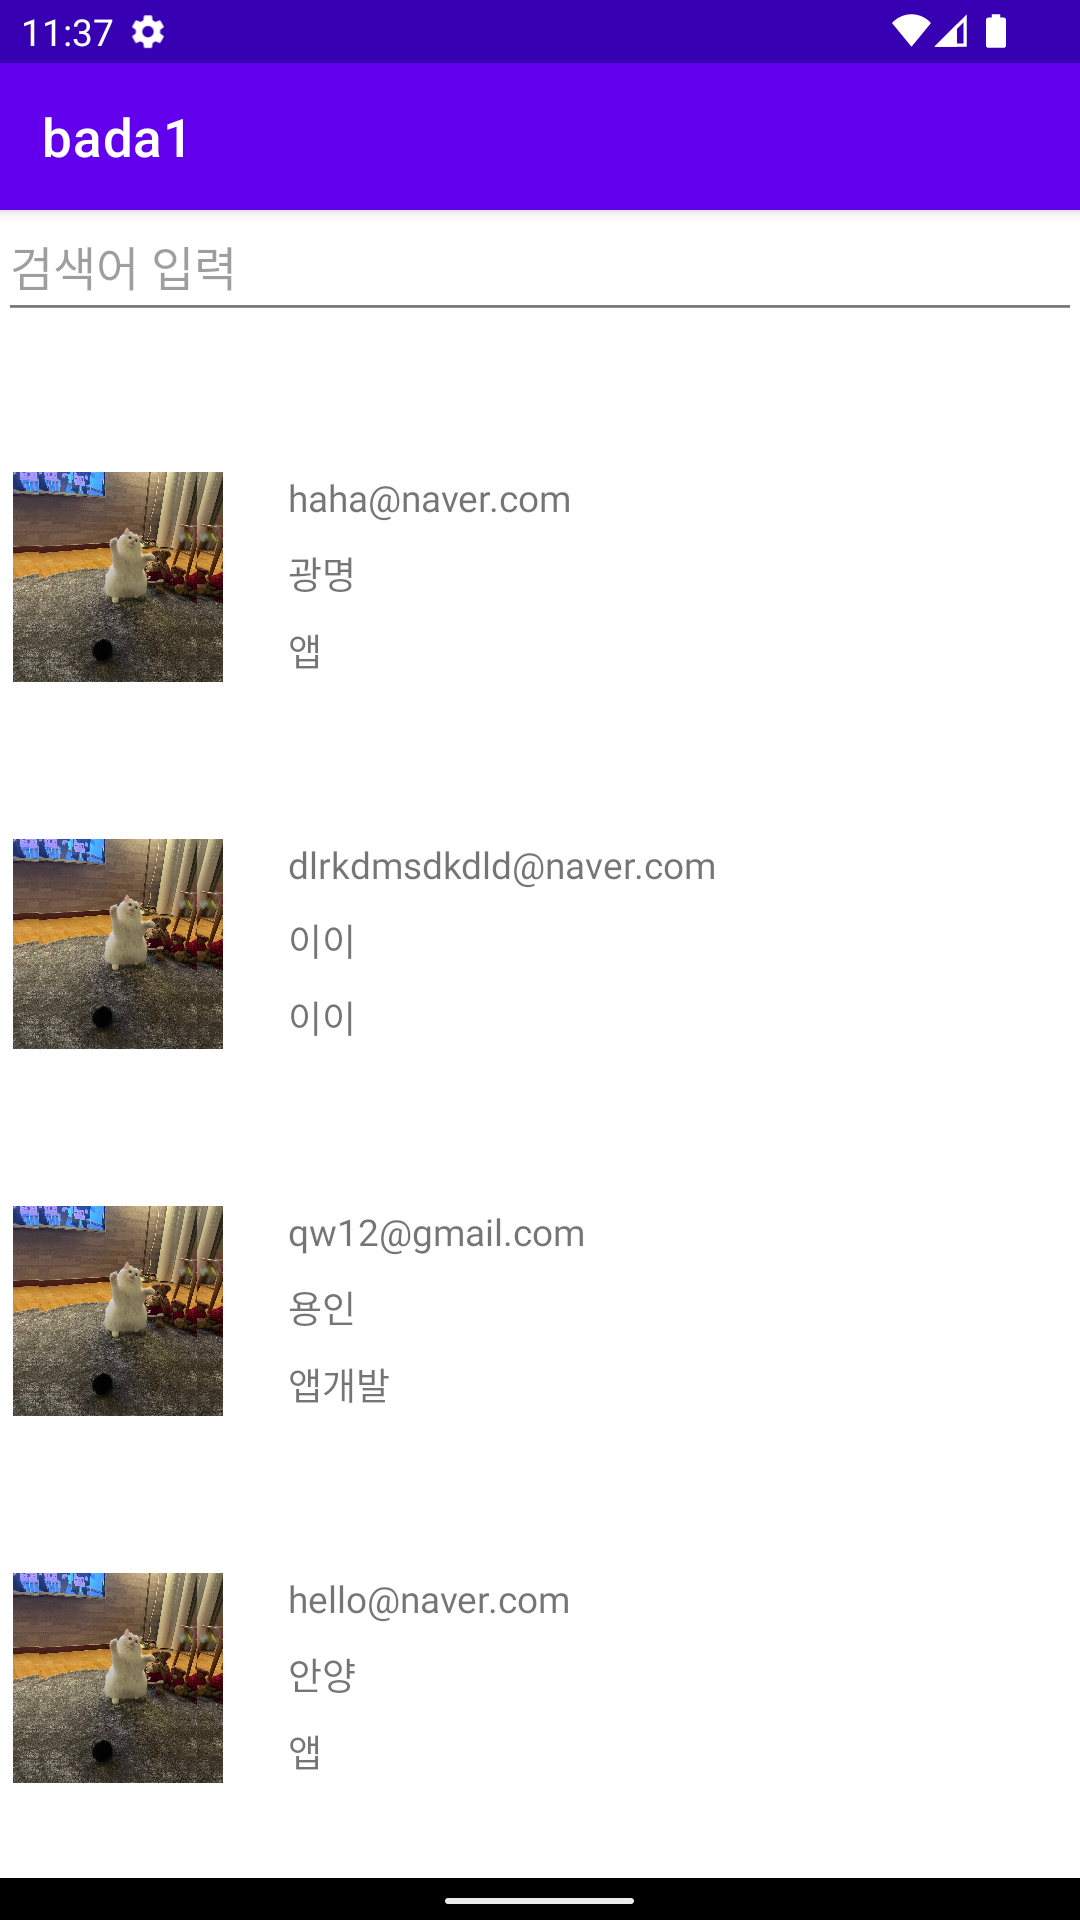 11:37
bada1
검색어 입력
haha@naver.com
광명
앱
dlrkdmsdkdld@naver.com
이이
이이
qw12@gmail.com
용인
앱개발
hello@naver.com
안양
앱